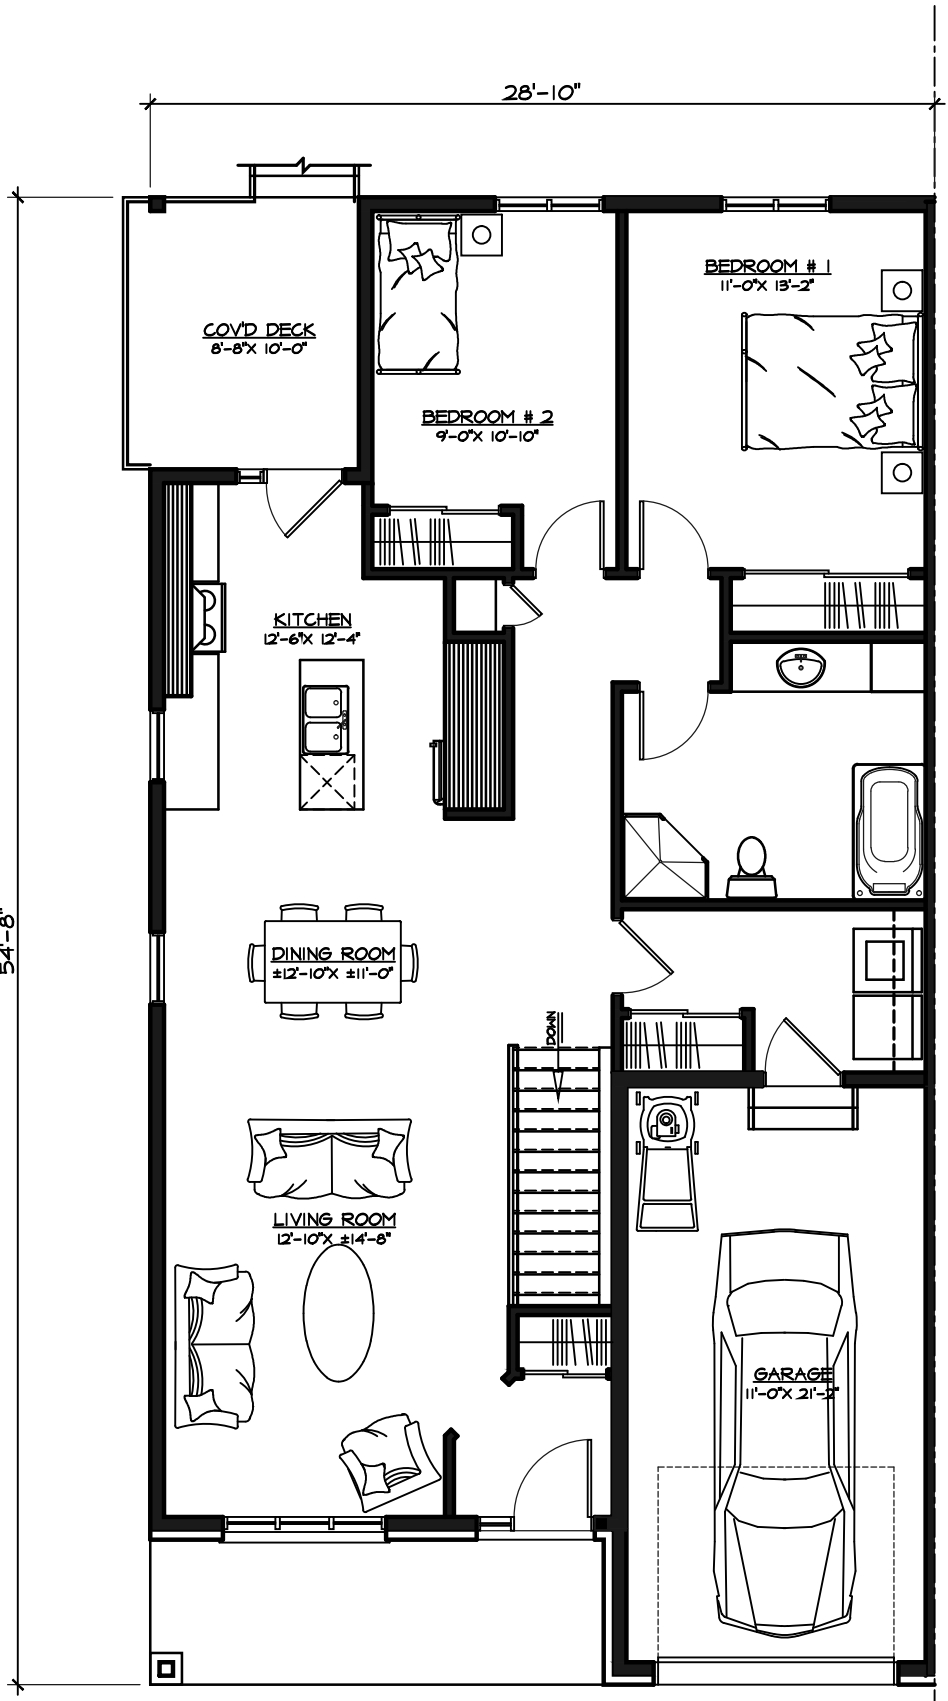 28'-10"
BEDROOM # 1
11'-0"X 13'-2"
COV'D DECK
8'-8"X 10'-0"
BEDROOM # 2
9'-0"X 10'-10"
KITCHEN
12'-6"X 12'-4"
54'-8"
DINING ROOM
±12'-10"X ±11'-0"
DOWN
LIVING ROOM
12'-10"X ±14'-8"
GARAGE
11'-0"X 21'-2"